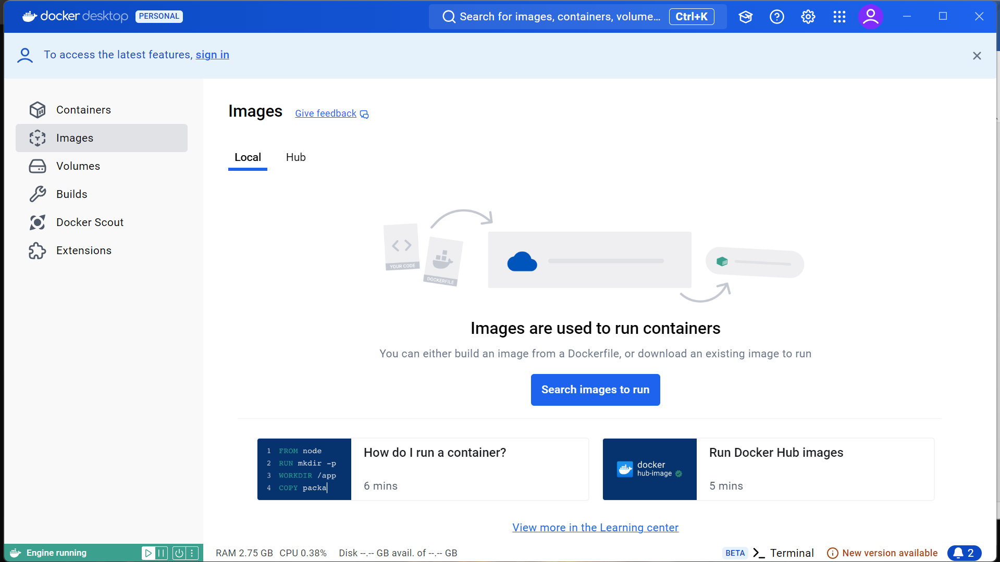 docker desktop PERSONAL
Search for images, containers, volume... Ctrl+K
To access the latest features, sign in
Containers
Images
Volumes
Builds
Docker Scout
Extensions
Images Give feedback
Local Hub
YOUR CODE
DOCKERFILE
Images are used to run containers
You can either build an image from a Dockerfile, or download an existing image to run
Search images to run
1 FROM node
2 RUN mkdir -p
3 WORKDIR /app
4 COPY packa
How do I run a container?
6 mins
docker
hub-image
Run Docker Hub images
5 mins
View more in the Learning center
Engine running
RAM 2.75 GB CPU 0.38% Disk --.-- GB avail. of --.-- GB
BETA Terminal New version available 2